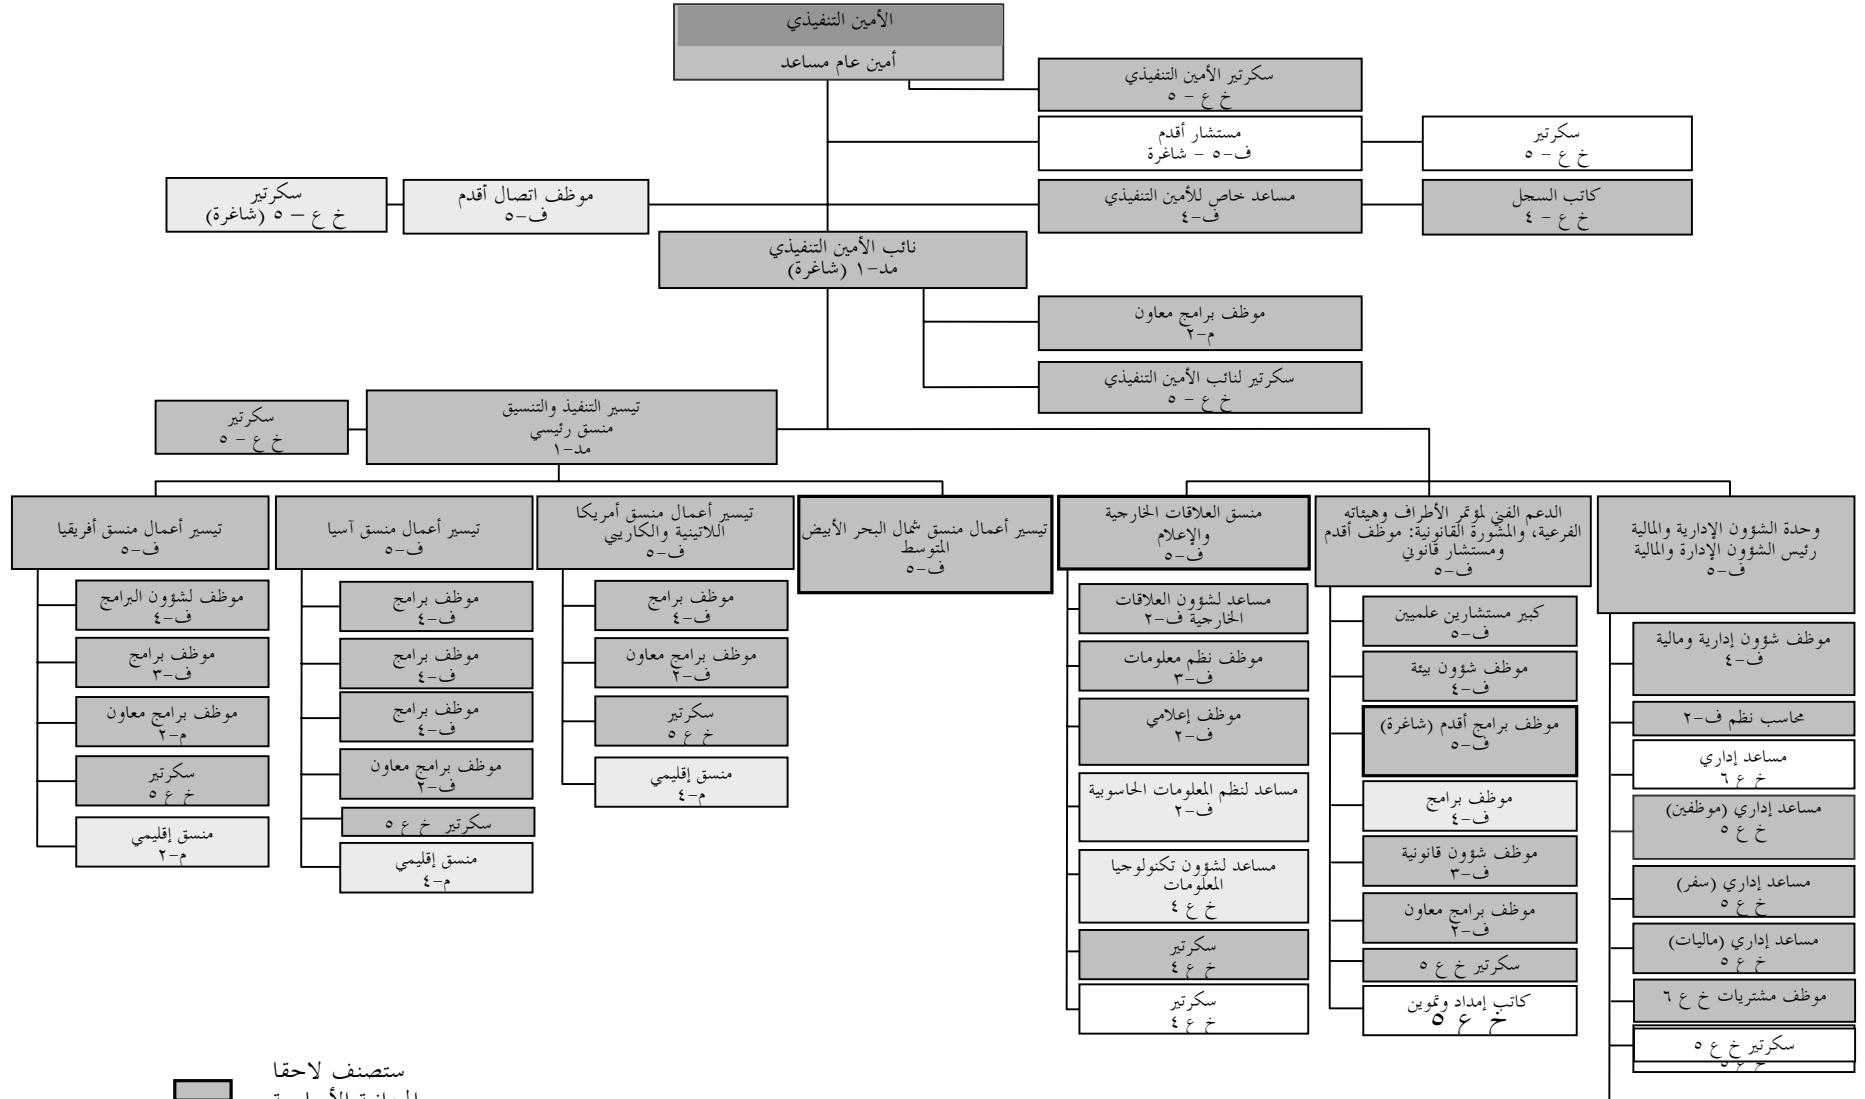 الأمين التنفيذي
أمين عام مساعد
سكرتير الأمين التنفيذي
خ ع - ٥
مستشار أقدم
ف-٥ - شاغرة
سكرتير
خ ع - ٥
سكرتير
خ ع – ٥ (شاغرة)
موظف اتصال أقدم
ف-٥
مساعد خاص للأمين التنفيذي
ف-٤
كاتب السجل
خ ع - ٤
نائب الأمين التنفيذي
مد-١ (شاغرة)
موظف برامج معاون
م-٢
سكرتير لنائب الأمين التنفيذي
خ ع - ٥
تيسير التنفيذ والتنسيق
منسق رئيسي
مد-١
سكرتير
خ ع - ٥
وحدة الشؤون الإدارية والمالية
رئيس الشؤون الإدارة والمالية
ف-٥
موظف شؤون إدارية ومالية
ف-٤
محاسب نظم ف-٢
مساعد إداري
خ ع ٦
مساعد إداري (موظفين)
خ ع ٥
مساعد إداري (سفر)
خ ع ٥
مساعد إداري (ماليات)
خ ع ٥
موظف مشتريات خ ع ٦
سكرتير خ ع ٥
خ ع ٥
الدعم الفني لمؤتمر الأطراف وهيئاته
الفرعية، والمشورة القانونية: موظف أقدم
ومستشار قانوني
ف-٥
كبير مستشارين علميين
ف-٥
موظف شؤون بيئة
ف-٤
موظف برامج أقدم (شاغرة)
ف-٥
موظف برامج
ف-٤
موظف شؤون قانونية
ف-٣
موظف برامج معاون
ف-٢
سكرتير خ ع ٥
كاتب إمداد وتموين
خ ع ٥
منسق العلاقات الخارجية
والإعلام
ف-٥
مساعد لشؤون العلاقات
الخارجية ف-٢
موظف نظم معلومات
ف-٣
موظف إعلامي
ف-٢
مساعد لنظم المعلومات الحاسوبية
ف-٢
مساعد لشؤون تكنولوجيا
المعلومات
خ ع ٤
سكرتير
خ ع ٤
سكرتير
خ ع ٤
تيسير أعمال منسق شمال البحر الأبيض
المتوسط
ف-٥
تيسير أعمال منسق أمريكا
اللاتينية والكاريبي
ف-٥
موظف برامج
ف-٤
موظف برامج معاون
ف-٢
سكرتير
خ ع ٥
منسق إقليمي
م-٤
تيسير أعمال منسق آسيا
ف-٥
موظف برامج
ف-٤
موظف برامج
ف-٤
موظف برامج
ف-٤
موظف برامج معاون
ف-٢
سكرتير خ ع ٥
منسق إقليمي
م-٤
تيسير أعمال منسق أفريقيا
ف-٥
موظف لشؤون البرامج
ف-٤
موظف برامج
ف-٣
موظف برامج معاون
م-٢
سكرتير
خ ع ٥
منسق إقليمي
م-٢
ستصنف لاحقا